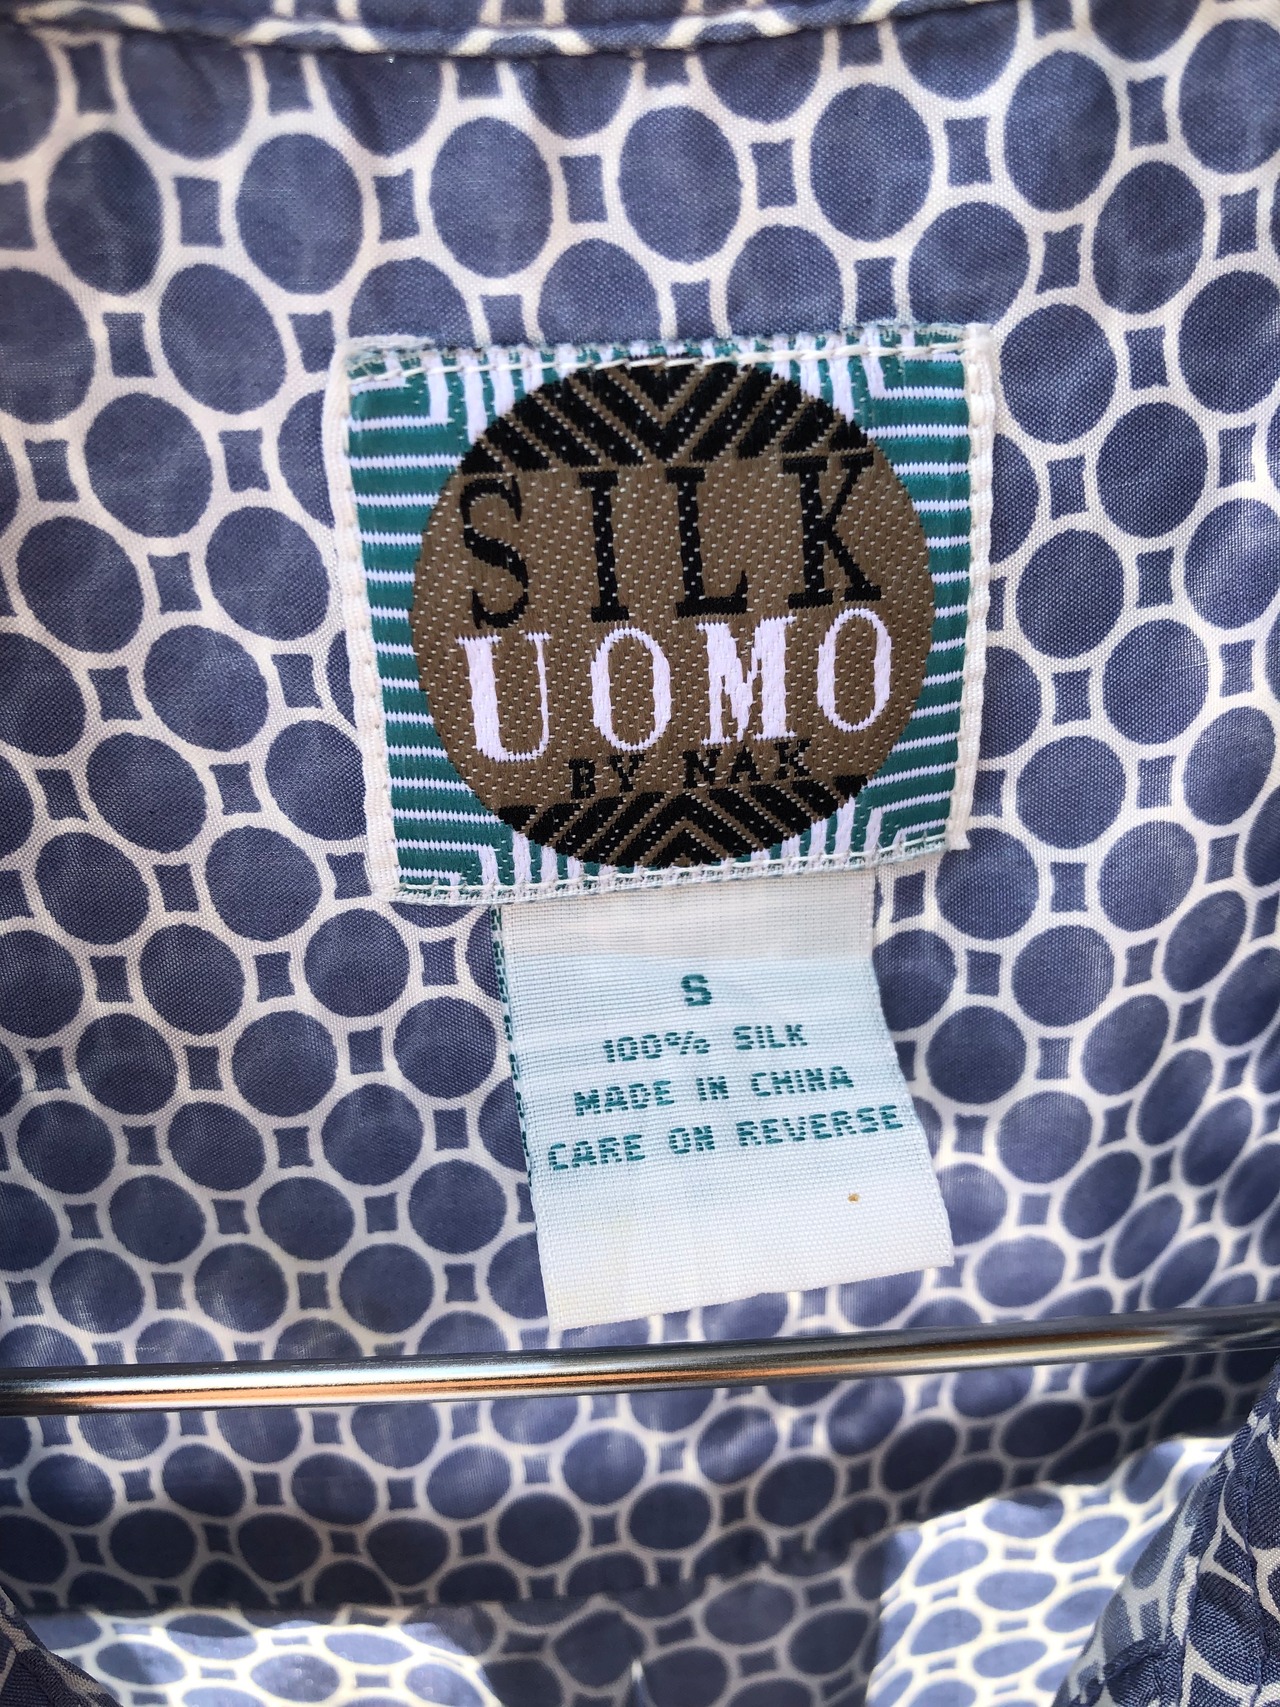 SILK
UOMO
BY NAK
S
100% SILK
MADE IN CHINA
CARE ON REVERSE